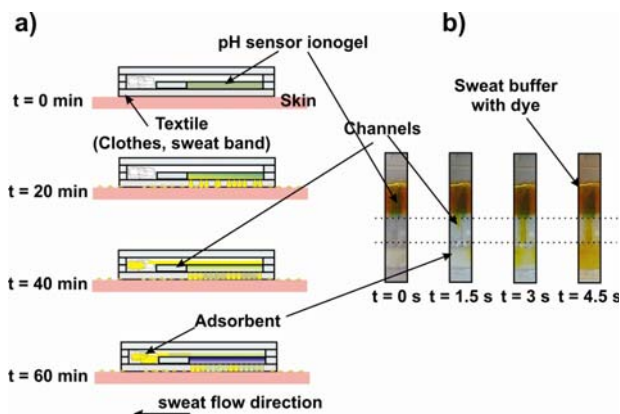 a)
b)
pH sensor ionogel
t = 0 min
Skin
Textile
(Clothes, sweat band)
Channels
Sweat buffer
with dye
t = 20 min
t = 40 min
Adsorbent
t = 0 s
t = 1.5 s
t = 3 s
t = 4.5 s
t = 60 min
sweat flow direction